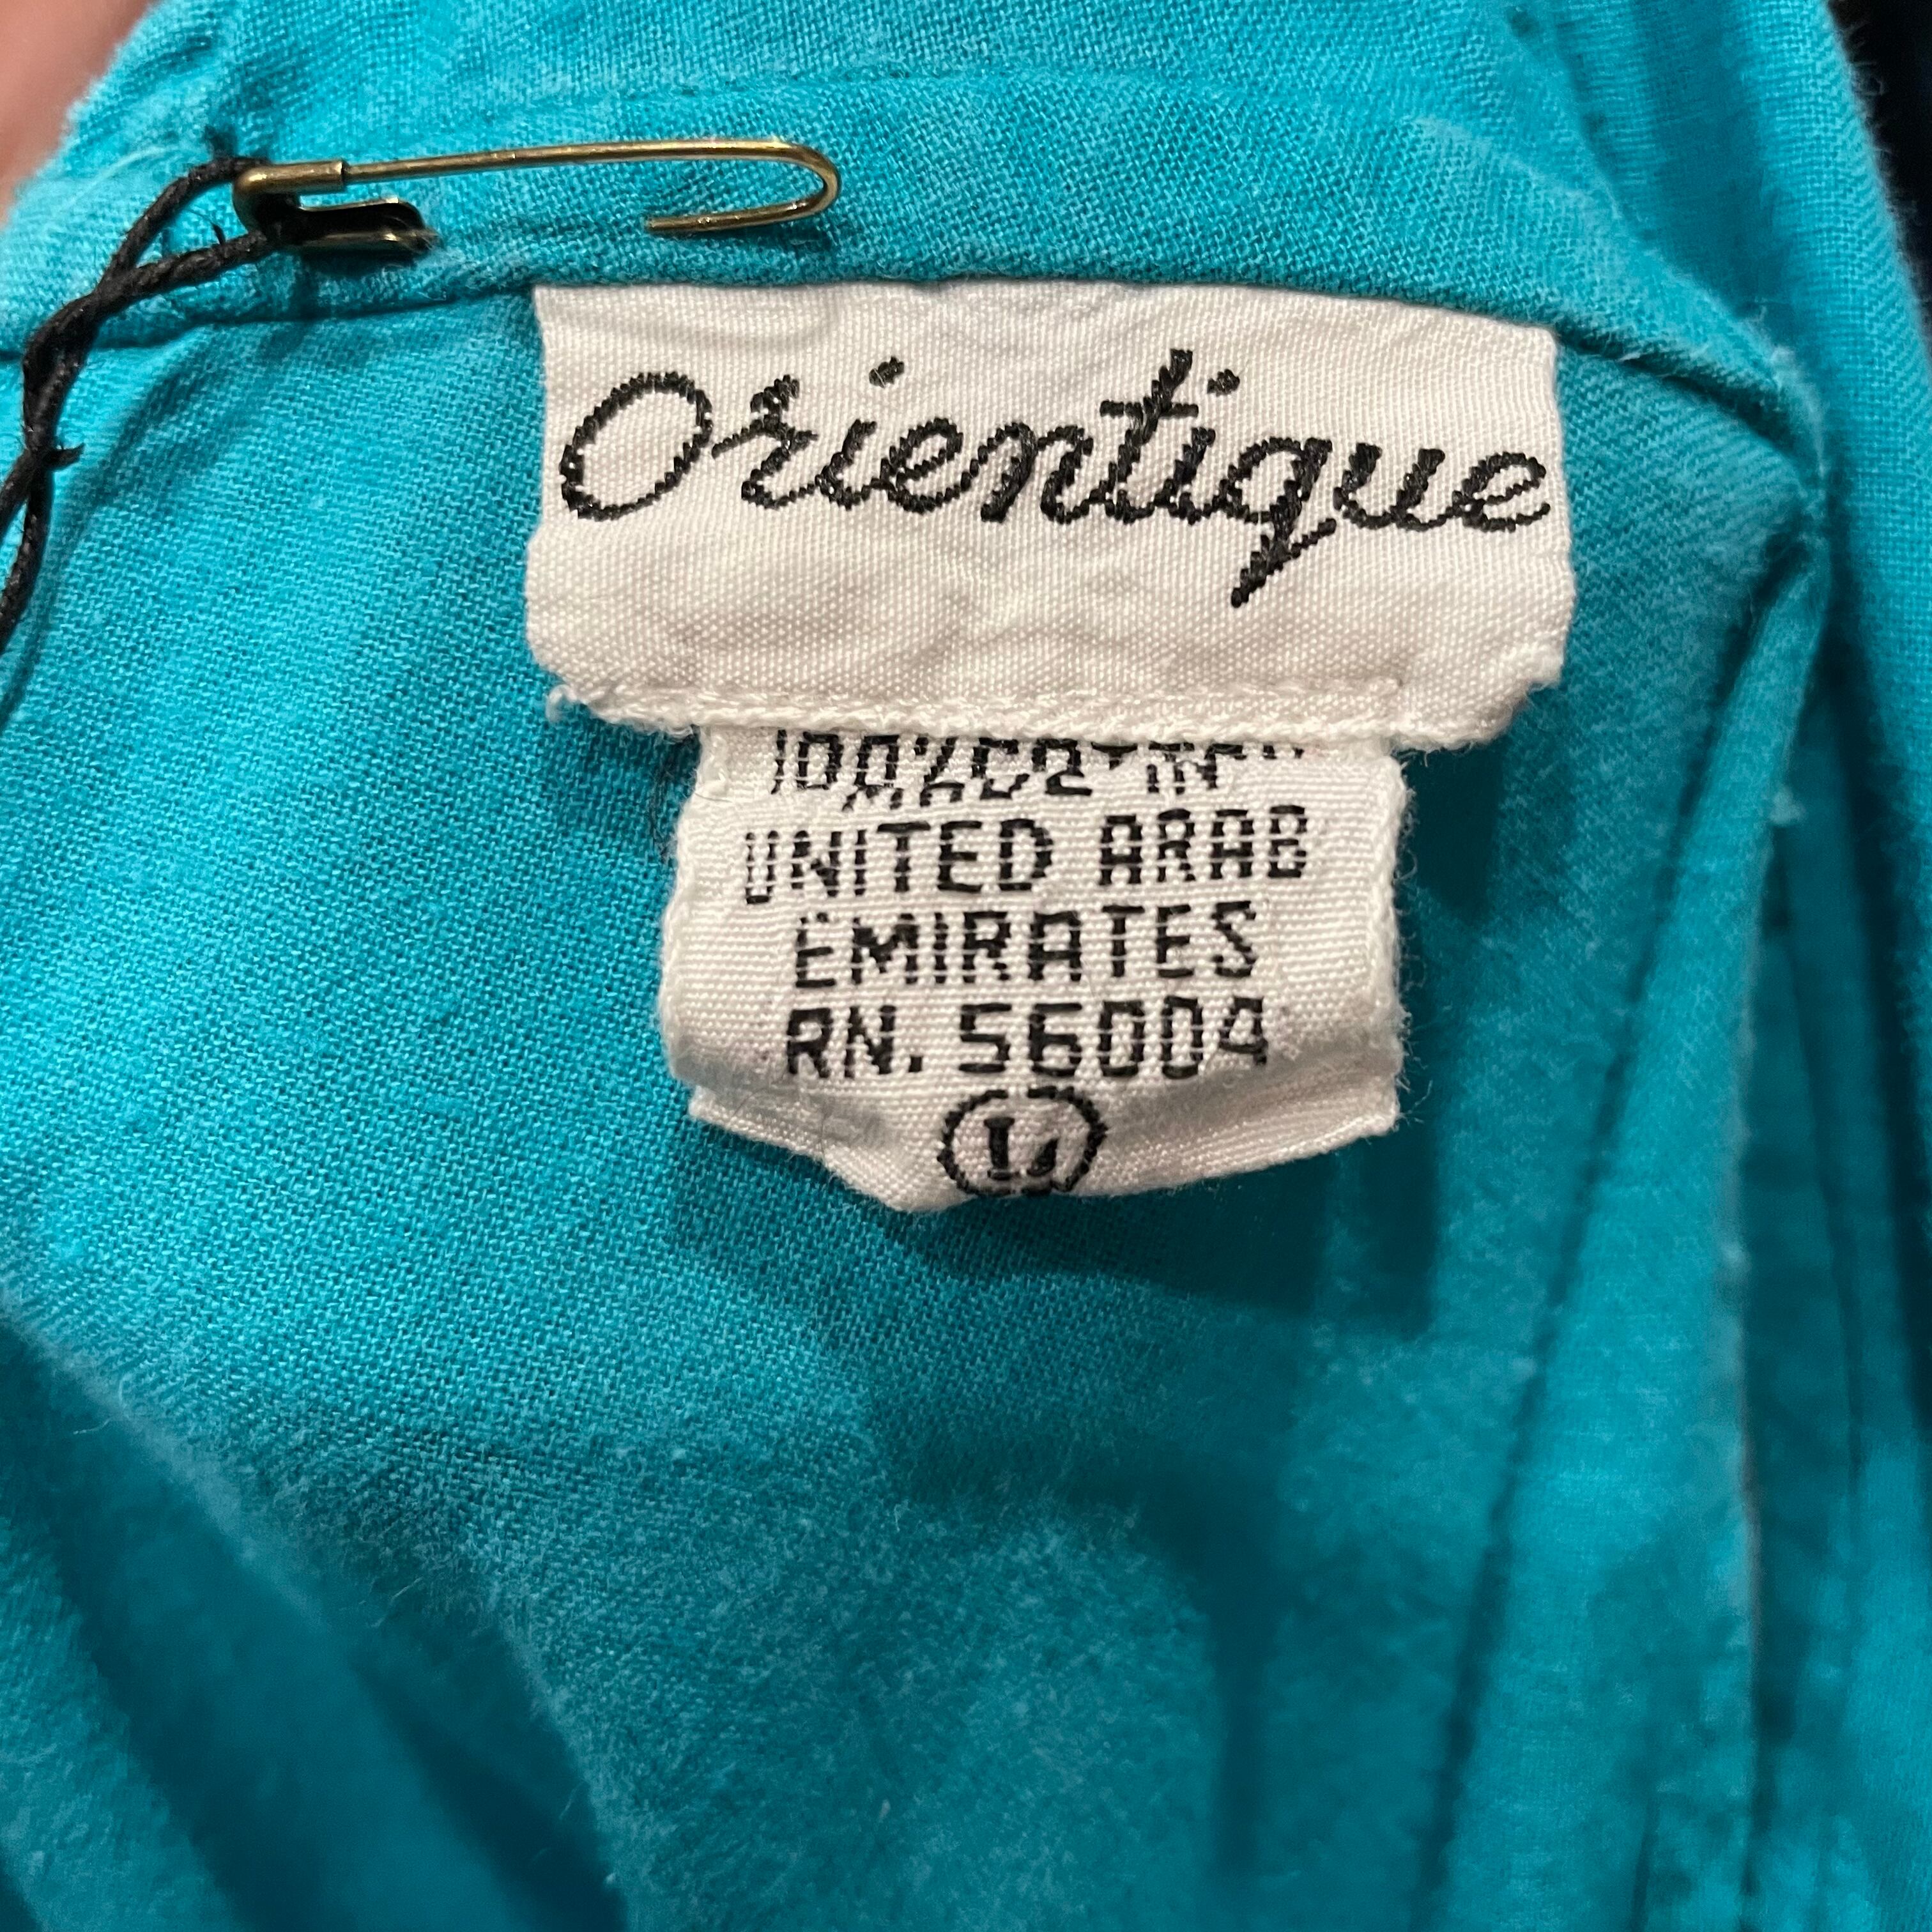 Orientique
UNITED ARAB
EMIRATES
RN. 56004
L